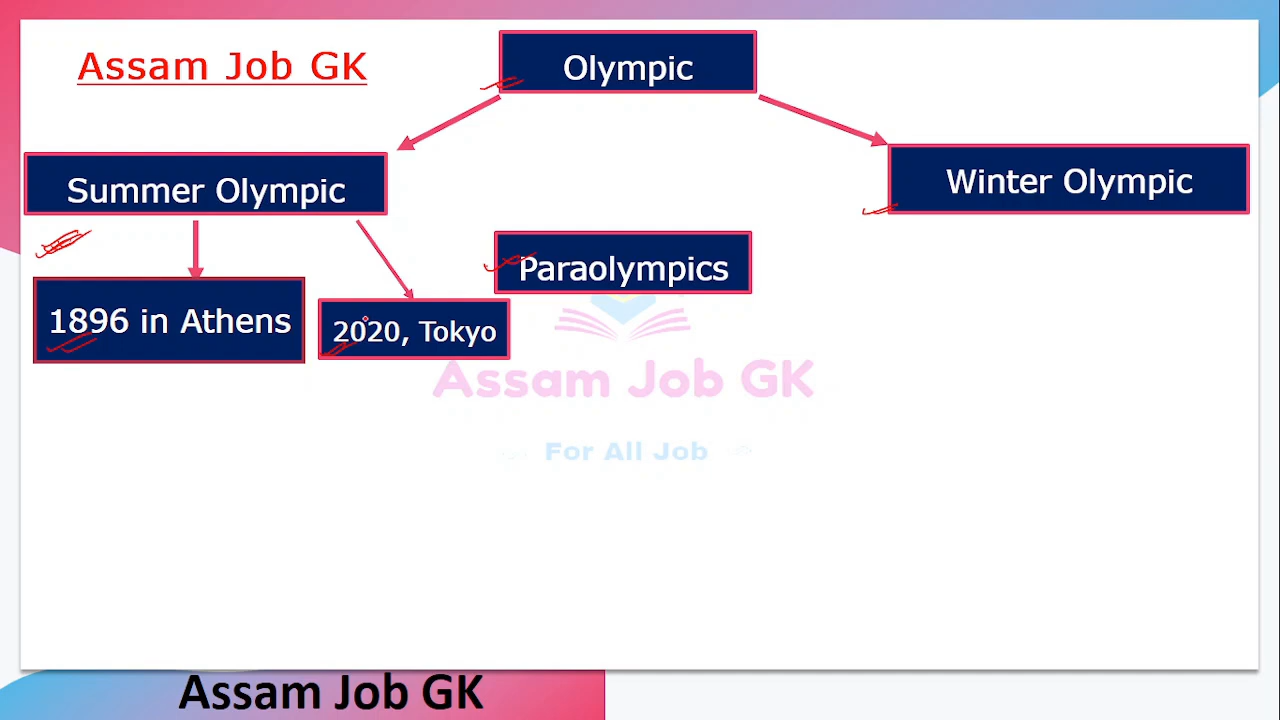 Assam Job GK
Olympic
Summer Olympic
Winter Olympic
Paraolympics
1896 in Athens
2020, Tokyo
Assam Job GK
For All Job
Assam Job GK